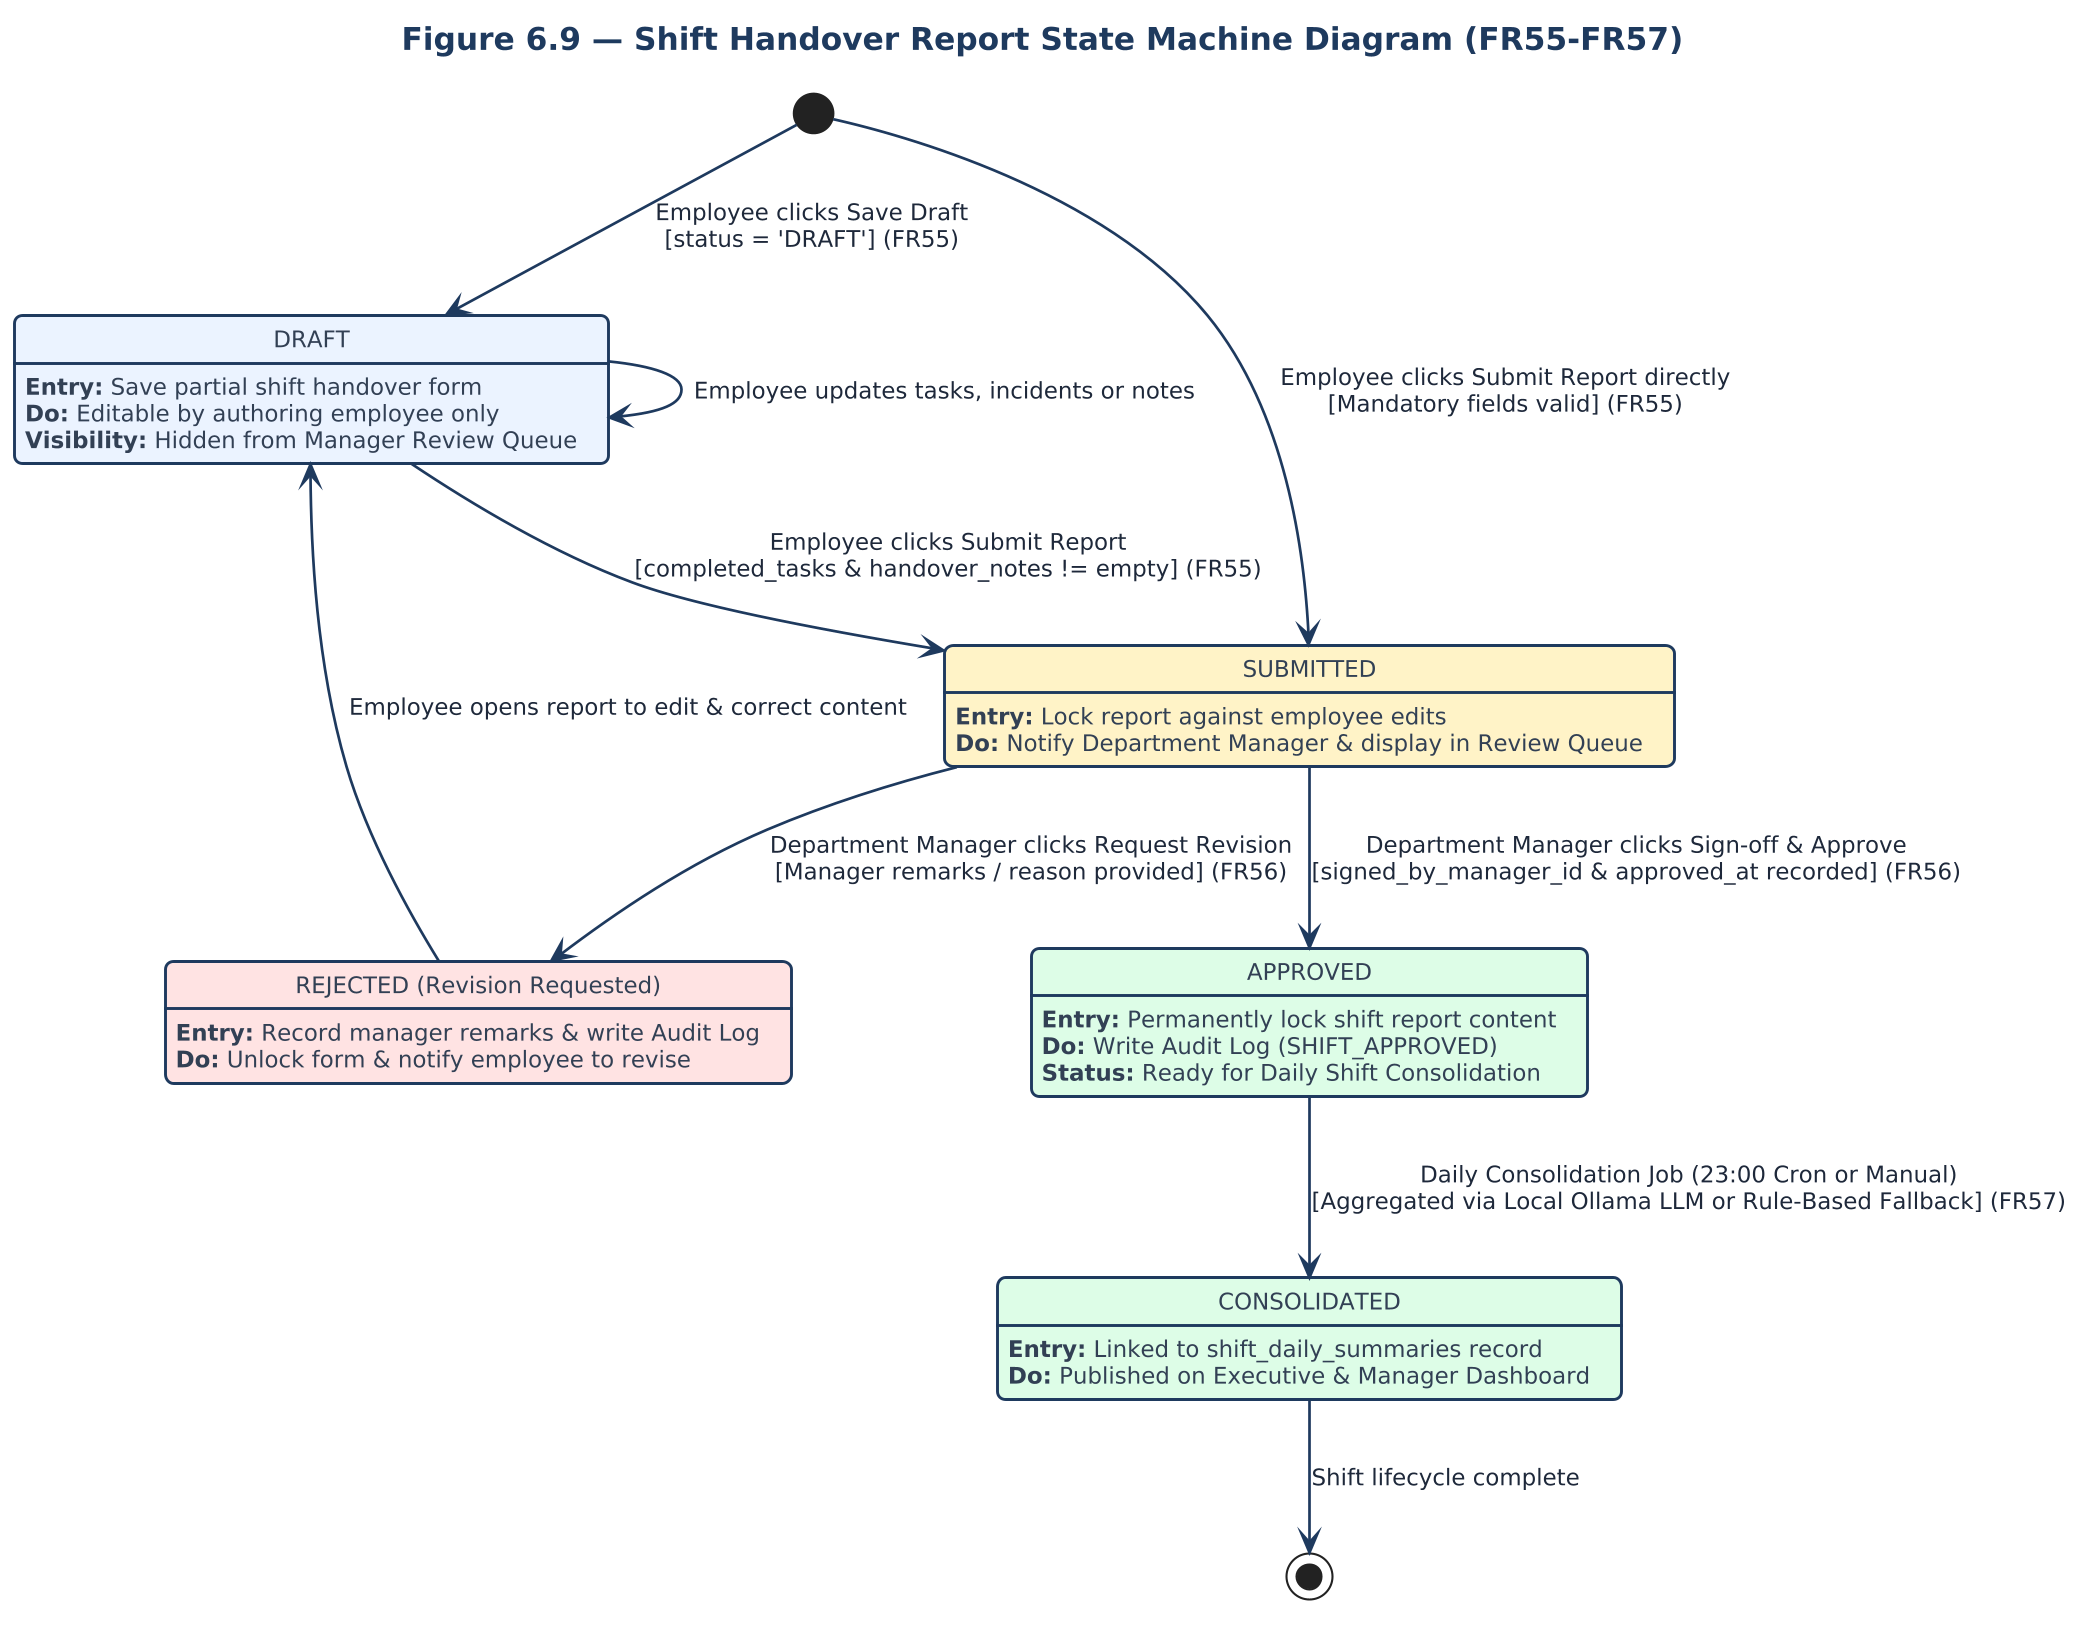 Figure 6.9 — Shift Handover Report State Machine Diagram (FR55-FR57)
Employee clicks Save Draft
[status = 'DRAFT'] (FR55)
DRAFT
Entry: Save partial shift handover form
Do: Editable by authoring employee only
Visibility: Hidden from Manager Review Queue
Employee updates tasks, incidents or notes
Employee clicks Submit Report directly
[Mandatory fields valid] (FR55)
Employee clicks Submit Report
[completed_tasks & handover_notes != empty] (FR55)
SUBMITTED
Entry: Lock report against employee edits
Do: Notify Department Manager & display in Review Queue
Employee opens report to edit & correct content
Department Manager clicks Request Revision
[Manager remarks / reason provided] (FR56)
Department Manager clicks Sign-off & Approve
[signed_by_manager_id & approved_at recorded] (FR56)
REJECTED (Revision Requested)
Entry: Record manager remarks & write Audit Log
Do: Unlock form & notify employee to revise
APPROVED
Entry: Permanently lock shift report content
Do: Write Audit Log (SHIFT_APPROVED)
Status: Ready for Daily Shift Consolidation
Daily Consolidation Job (23:00 Cron or Manual)
[Aggregated via Local Ollama LLM or Rule-Based Fallback] (FR57)
CONSOLIDATED
Entry: Linked to shift_daily_summaries record
Do: Published on Executive & Manager Dashboard
Shift lifecycle complete